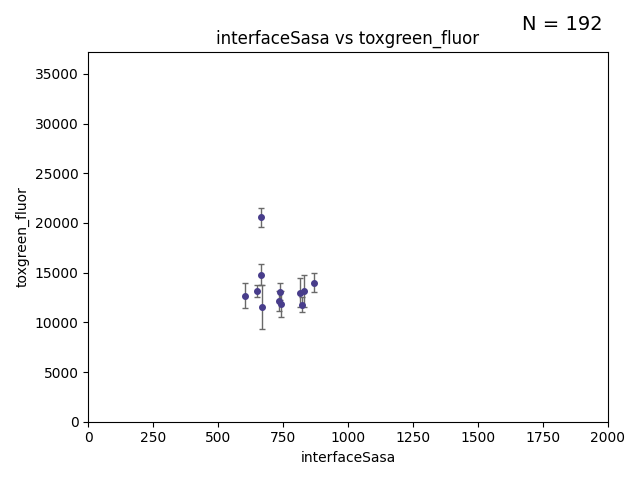 N = 192
interfaceSasa vs toxgreen_fluor
35000
30000
25000
20000
15000
10000
5000
0
toxgreen_fluor
0 250 500 750 1000 1250 1500 1750 2000
interfaceSasa